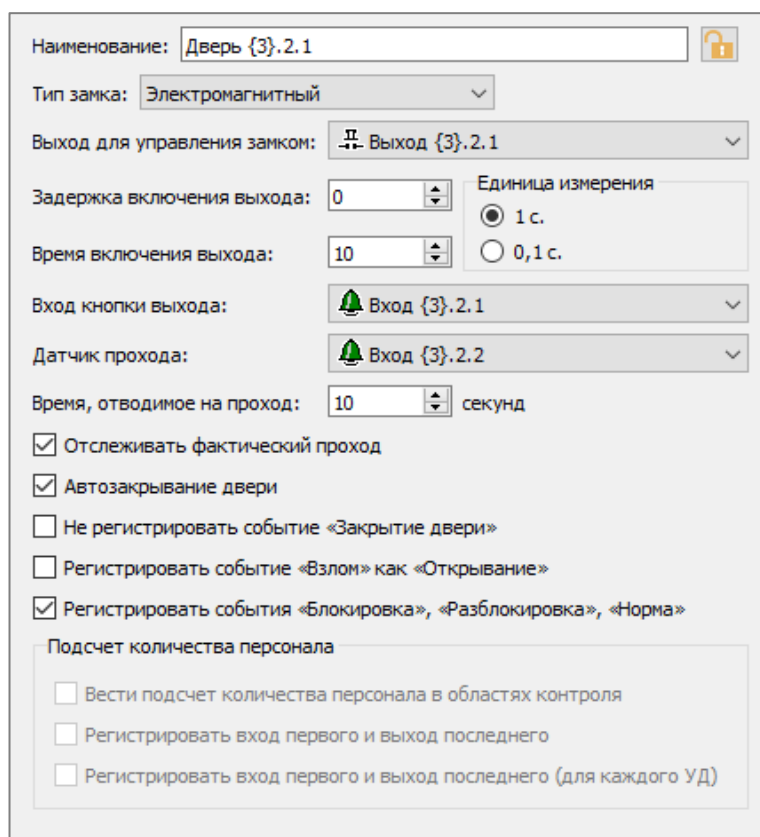 Наименование: Дверь {3}.2.1
Тип замка: Электромагнитный
Выход для управления замком: Выход {3}.2.1
Задержка включения выхода: 0 Единица измерения
1 с.
Время включения выхода: 10 0,1 с.
Вход кнопки выхода: Вход {3}.2.1
Датчик прохода: Вход {3}.2.2
Время, отводимое на проход: 10 секунд
Отслеживать фактический проход
Автозакрывание двери
Не регистрировать событие «Закрытие двери»
Регистрировать событие «Взлом» как «Открывание»
Регистрировать события «Блокировка», «Разблокировка», «Норма»
Подсчет количества персонала
Вести подсчет количества персонала в областях контроля
Регистрировать вход первого и выход последнего
Регистрировать вход первого и выход последнего (для каждого УД)